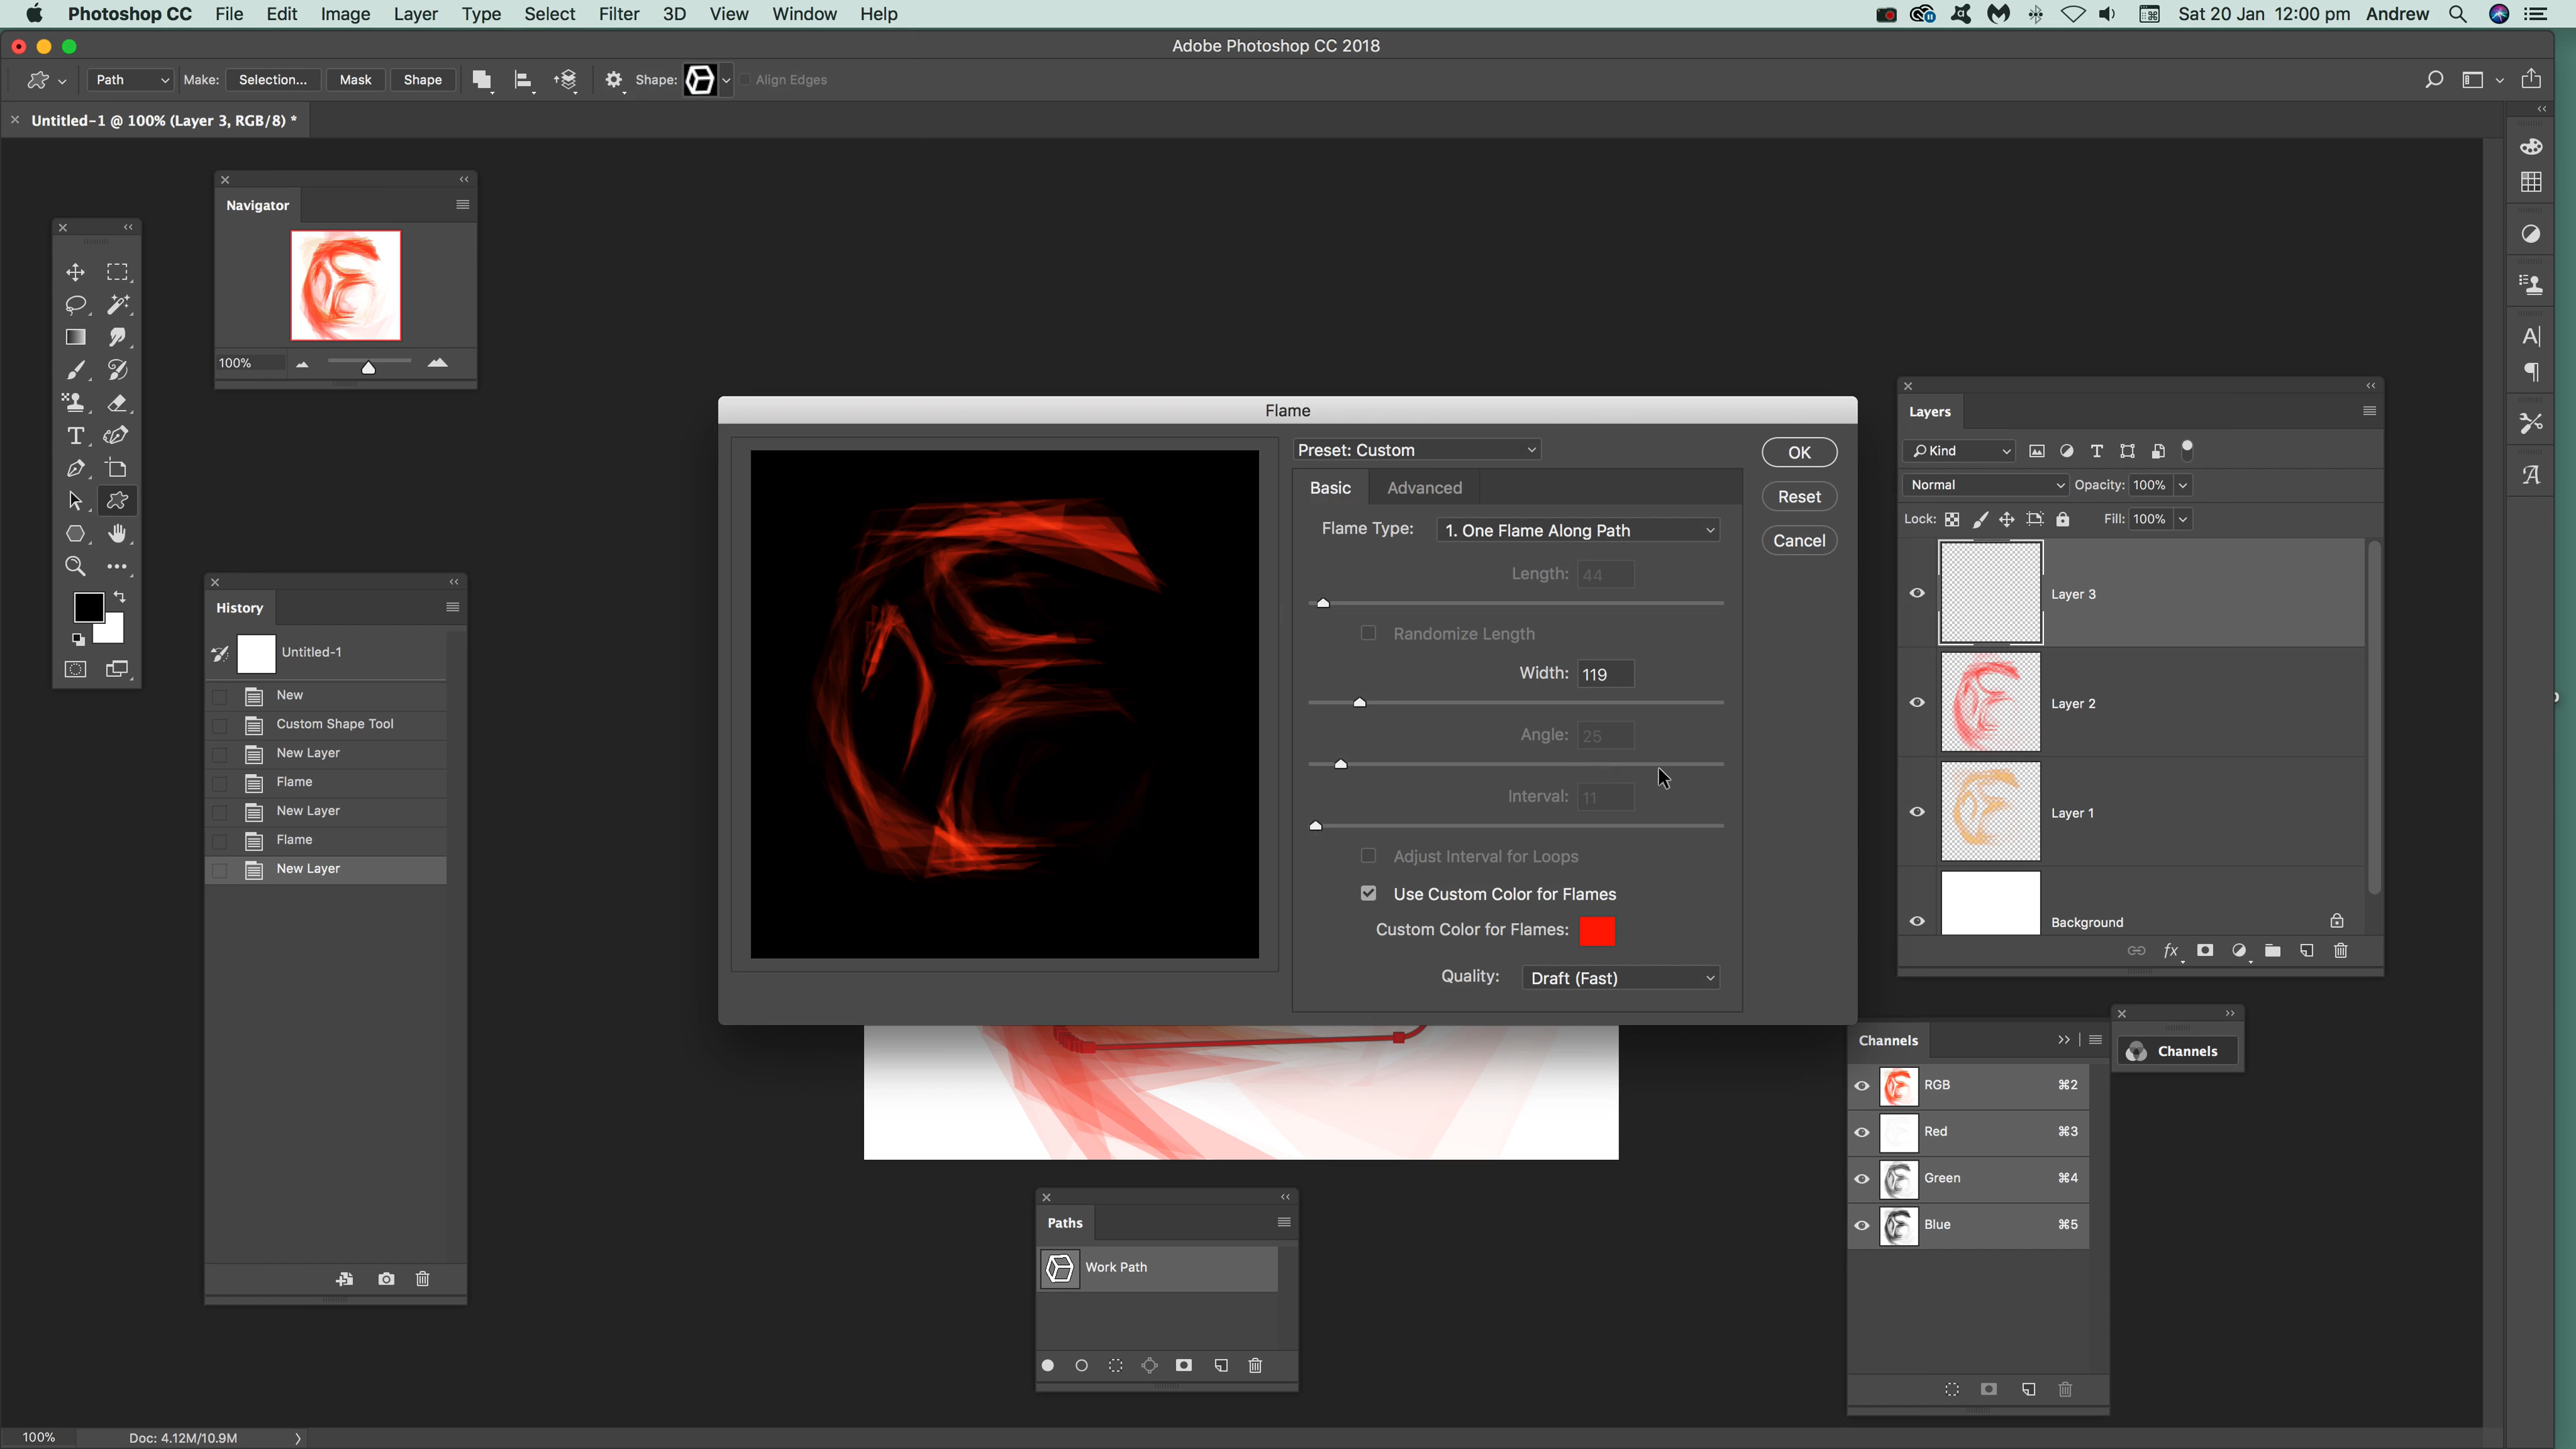 Photoshop CC File Edit Image Layer Type Select Filter 3D View Window Help Sat 20 Jan 12:00 pm Andrew
Adobe Photoshop CC 2018
Path Make: Selection... Mask Shape Shape: Align Edges
Untitled-1 @ 100% (Layer 3, RGB/8) *
Navigator
100%
History
Untitled-1
New
Custom Shape Tool
New Layer
Flame
New Layer
Flame
New Layer
Flame
Preset: Custom
OK
Basic Advanced
Reset
Flame Type: 1. One Flame Along Path
Cancel
Length: 44
Randomize Length
Width: 119
Angle: 25
Interval: 11
Adjust Interval for Loops
Use Custom Color for Flames
Custom Color for Flames:
Quality: Draft (Fast)
Layers
Kind
Normal Opacity: 100%
Lock: Fill: 100%
Layer 3
Layer 2
Layer 1
Background
fx
Channels
Channels
RGB ⌘2
Red ⌘3
Green ⌘4
Blue ⌘5
Paths
Work Path
100% Doc: 4.12M/10.9M